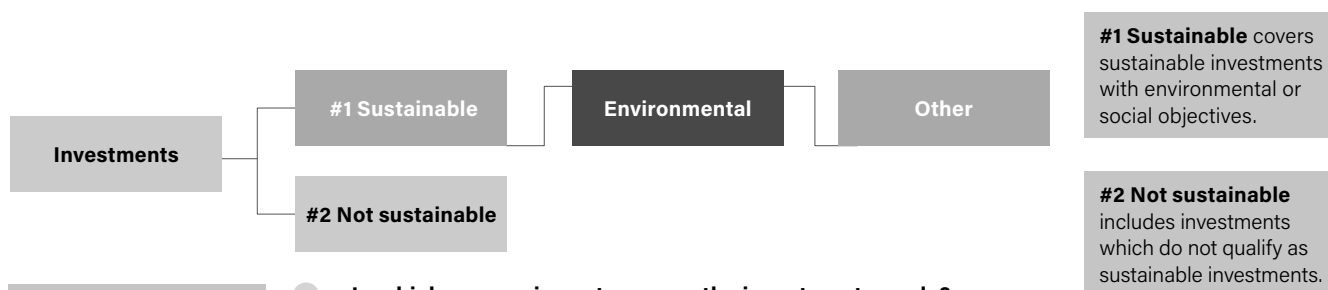 Investments
#1 Sustainable
#2 Not sustainable
Environmental
Other
#1 Sustainable covers
sustainable investments
with environmental or
social objectives.
#2 Not sustainable
includes investments
which do not qualify as
sustainable investments.